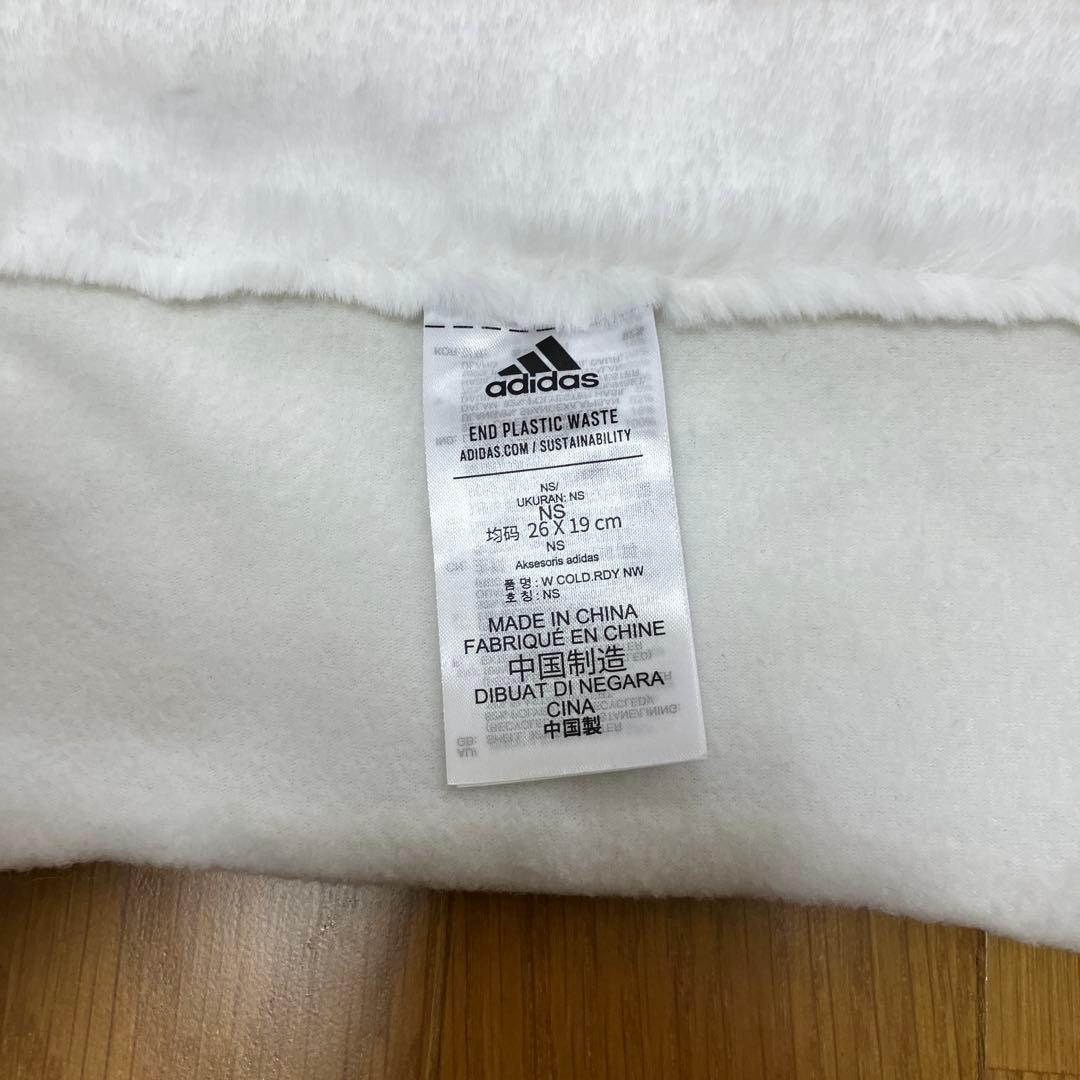 adidas
END PLASTIC WASTE
ADIDAS.COM / SUSTAINABILITY
NS/
UKURAN: NS
NS
均码 26 X 19 cm
NS
Aksesoris adidas
품 명 : W COLD.RDY NW
호 칭 : NS
MADE IN CHINA
FABRIQUÉ EN CHINE
中国制造
DIBUAT DI NEGARA
CINA
中国製